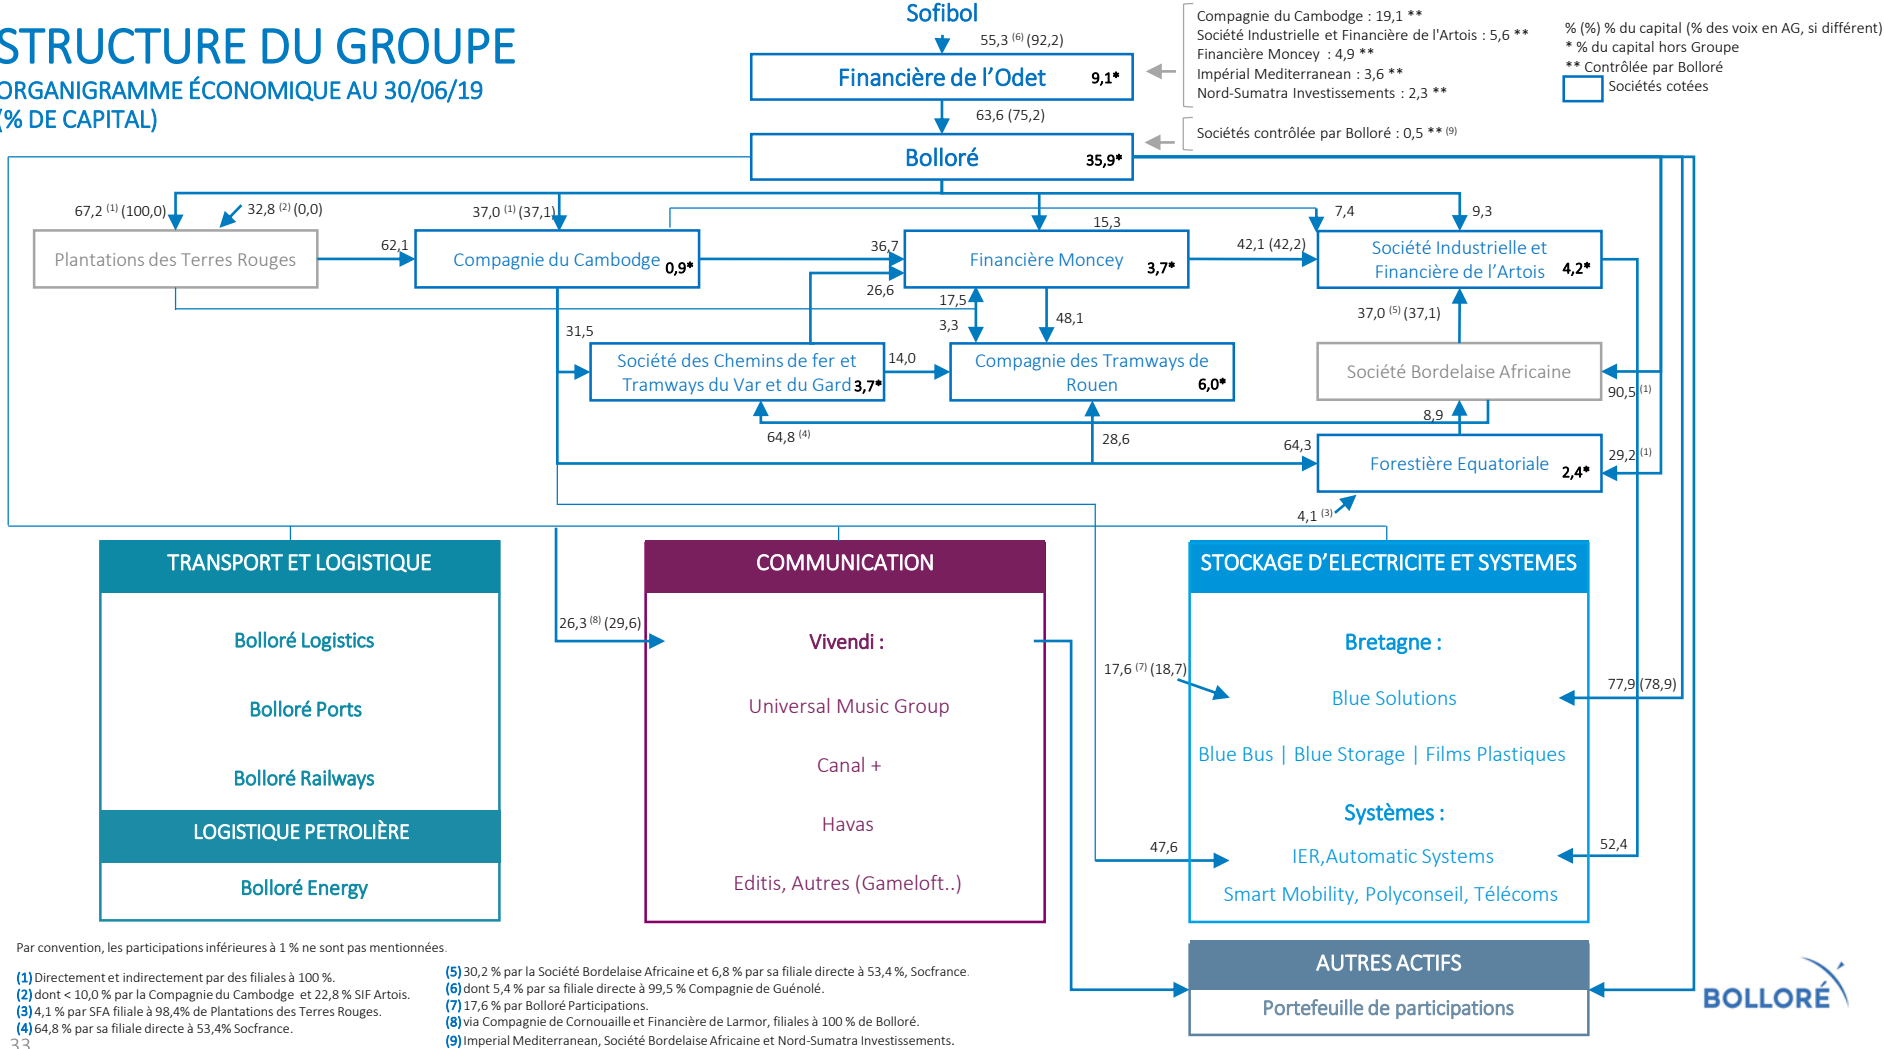 STRUCTURE DU GROUPE
ORGANIGRAMME ÉCONOMIQUE AU 30/06/19
(% DE CAPITAL)
Sofibol
55,3 (6) (92,2)
Financière de l'Odet 9,1*
Compagnie du Cambodge : 19,1 **
Société Industrielle et Financière de l'Artois : 5,6 **
Financière Moncey : 4,9 **
Impérial Mediterranean : 3,6 **
Nord-Sumatra Investissements : 2,3 **
% (%) % du capital (% des voix en AG, si différent)
* % du capital hors Groupe
** Contrôlée par Bolloré
Sociétés cotées
63,6 (75,2)
Sociétés contrôlée par Bolloré : 0,5 ** (9)
Bolloré 35,9*
67,2 (1) (100,0)
32,8 (2) (0,0)
37,0 (1) (37,1)
15,3
7,4
9,3
Plantations des Terres Rouges
62,1
Compagnie du Cambodge 0,9*
36,7
Financière Moncey 3,7*
42,1 (42,2)
Société Industrielle et
Financière de l'Artois 4,2*
26,6
17,5
3,3
48,1
37,0 (5) (37,1)
31,5
Société des Chemins de fer et
Tramways du Var et du Gard 3,7*
14,0
Compagnie des Tramways de
Rouen 6,0*
Société Bordelaise Africaine
90,5 (1)
8,9
64,8 (4)
28,6
64,3
Forestière Equatoriale 2,4*
29,2 (1)
4,1 (3)
TRANSPORT ET LOGISTIQUE
Bolloré Logistics
Bolloré Ports
Bolloré Railways
LOGISTIQUE PETROLIÈRE
Bolloré Energy
26,3 (8) (29,6)
COMMUNICATION
Vivendi :
Universal Music Group
Canal +
Havas
Editis, Autres (Gameloft..)
STOCKAGE D'ELECTRICITE ET SYSTEMES
Bretagne :
17,6 (7) (18,7)
Blue Solutions
77,9 (78,9)
Blue Bus | Blue Storage | Films Plastiques
Systèmes :
47,6
IER,Automatic Systems
52,4
Smart Mobility, Polyconseil, Télécoms
AUTRES ACTIFS
Portefeuille de participations
Par convention, les participations inférieures à 1 % ne sont pas mentionnées.
(1) Directement et indirectement par des filiales à 100 %.
(2) dont < 10,0 % par la Compagnie du Cambodge et 22,8 % SIF Artois.
(3) 4,1 % par SFA filiale à 98,4% de Plantations des Terres Rouges.
(4) 64,8 % par sa filiale directe à 53,4% Socfrance.
(5) 30,2 % par la Société Bordelaise Africaine et 6,8 % par sa filiale directe à 53,4 %, Socfrance.
(6) dont 5,4 % par sa filiale directe à 99,5 % Compagnie de Guénolé.
(7) 17,6 % par Bolloré Participations.
(8) via Compagnie de Cornouaille et Financière de Larmor, filiales à 100 % de Bolloré.
(9) Imperial Mediterranean, Société Bordelaise Africaine et Nord-Sumatra Investissements.
BOLLORÉ
33